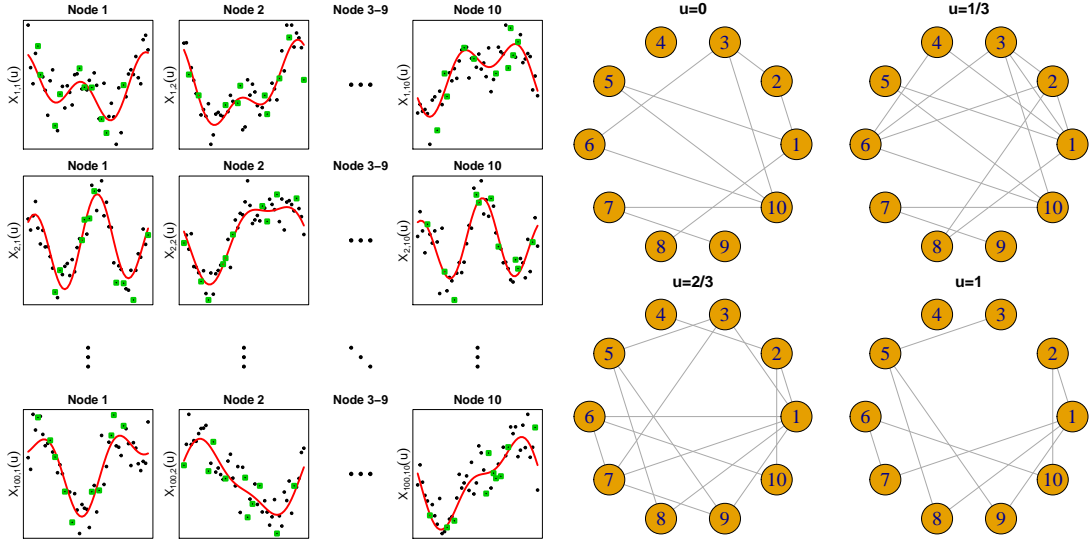 Node 1
Node 2
Node 3–9
Node 10
X1,1(u)
X1,2(u)
X1,10(u)
Node 1
Node 2
Node 3–9
Node 10
X2,1(u)
X2,2(u)
X2,10(u)
Node 1
Node 2
Node 3–9
Node 10
X100,1(u)
X100,2(u)
X100,10(u)
u=0
4 3
5 2
6 1
7 10
8 9
u=1/3
4 3
5 2
6 1
7 10
8 9
u=2/3
4 3
5 2
6 1
7 10
8 9
u=1
4 3
5 2
6 1
7 10
8 9